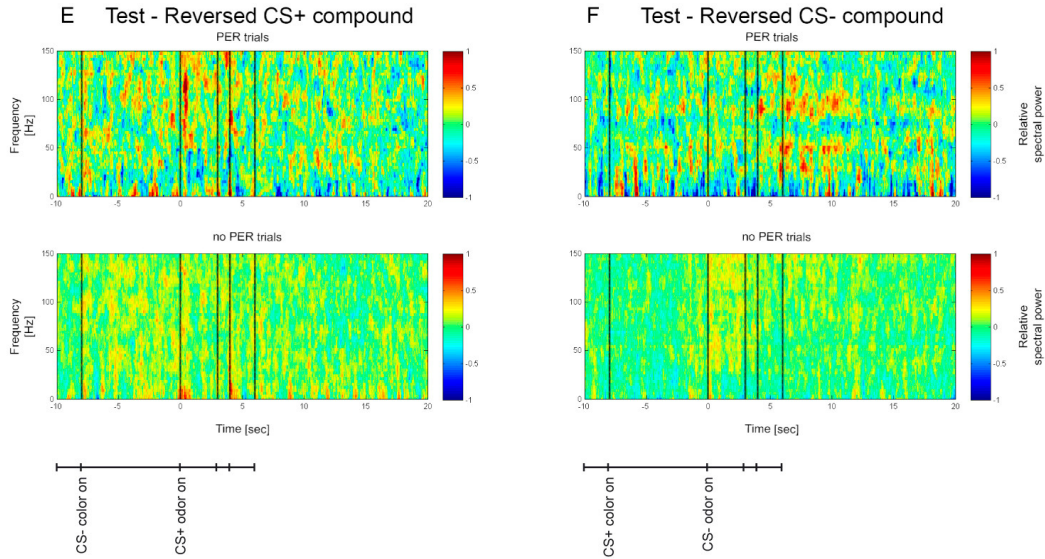 E Test - Reversed CS+ compound
PER trials
150
100
50
0
Frequency
[Hz]
-10 -5 0 5 10 15 20
1
0.5
0
-0.5
-1
no PER trials
150
100
50
0
Frequency
[Hz]
-10 -5 0 5 10 15 20
1
0.5
0
-0.5
-1
Time [sec]
CS- color on
CS+ odor on
F Test - Reversed CS- compound
PER trials
150
100
50
0
-10 -5 0 5 10 15 20
1
0.5
0
-0.5
-1
Relative
spectral power
no PER trials
150
100
50
0
-10 -5 0 5 10 15 20
1
0.5
0
-0.5
-1
Relative
spectral power
Time [sec]
CS+ color on
CS- odor on